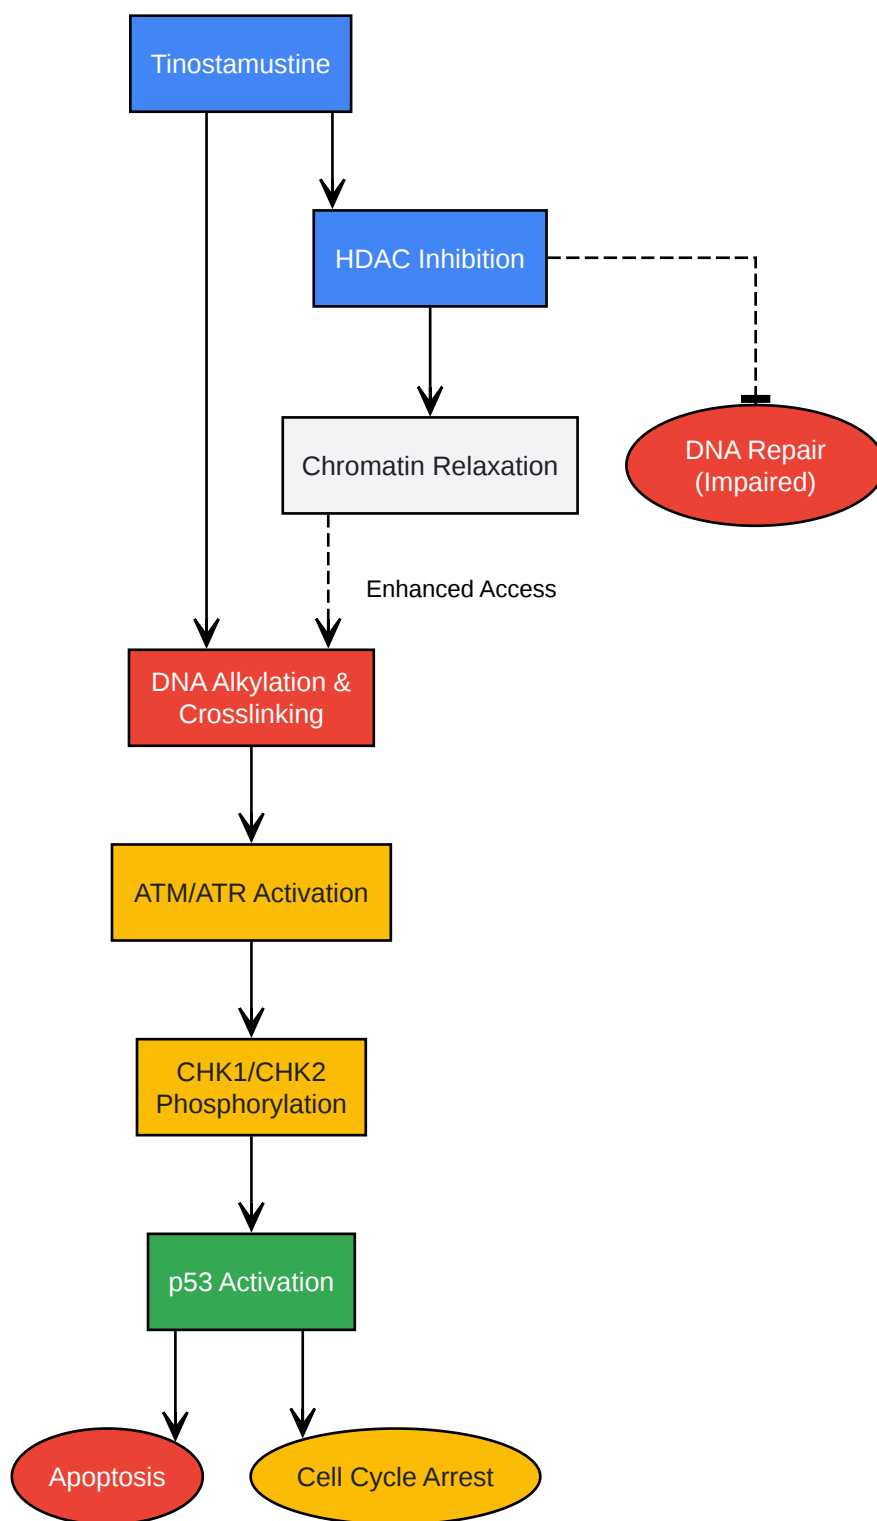 Tinostamustine
HDAC Inhibition
Chromatin Relaxation
DNA Repair
(Impaired)
Enhanced Access
DNA Alkylation &
Crosslinking
ATM/ATR Activation
CHK1/CHK2
Phosphorylation
p53 Activation
Apoptosis
Cell Cycle Arrest